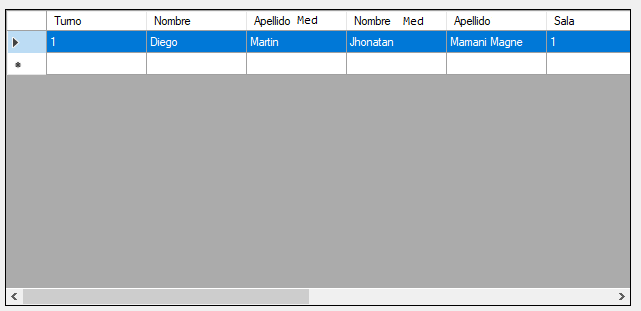 Turno Nombre Apellido Med Nombre Med Apellido Sala
1 Diego Martin Jhonatan Mamani Magne 1